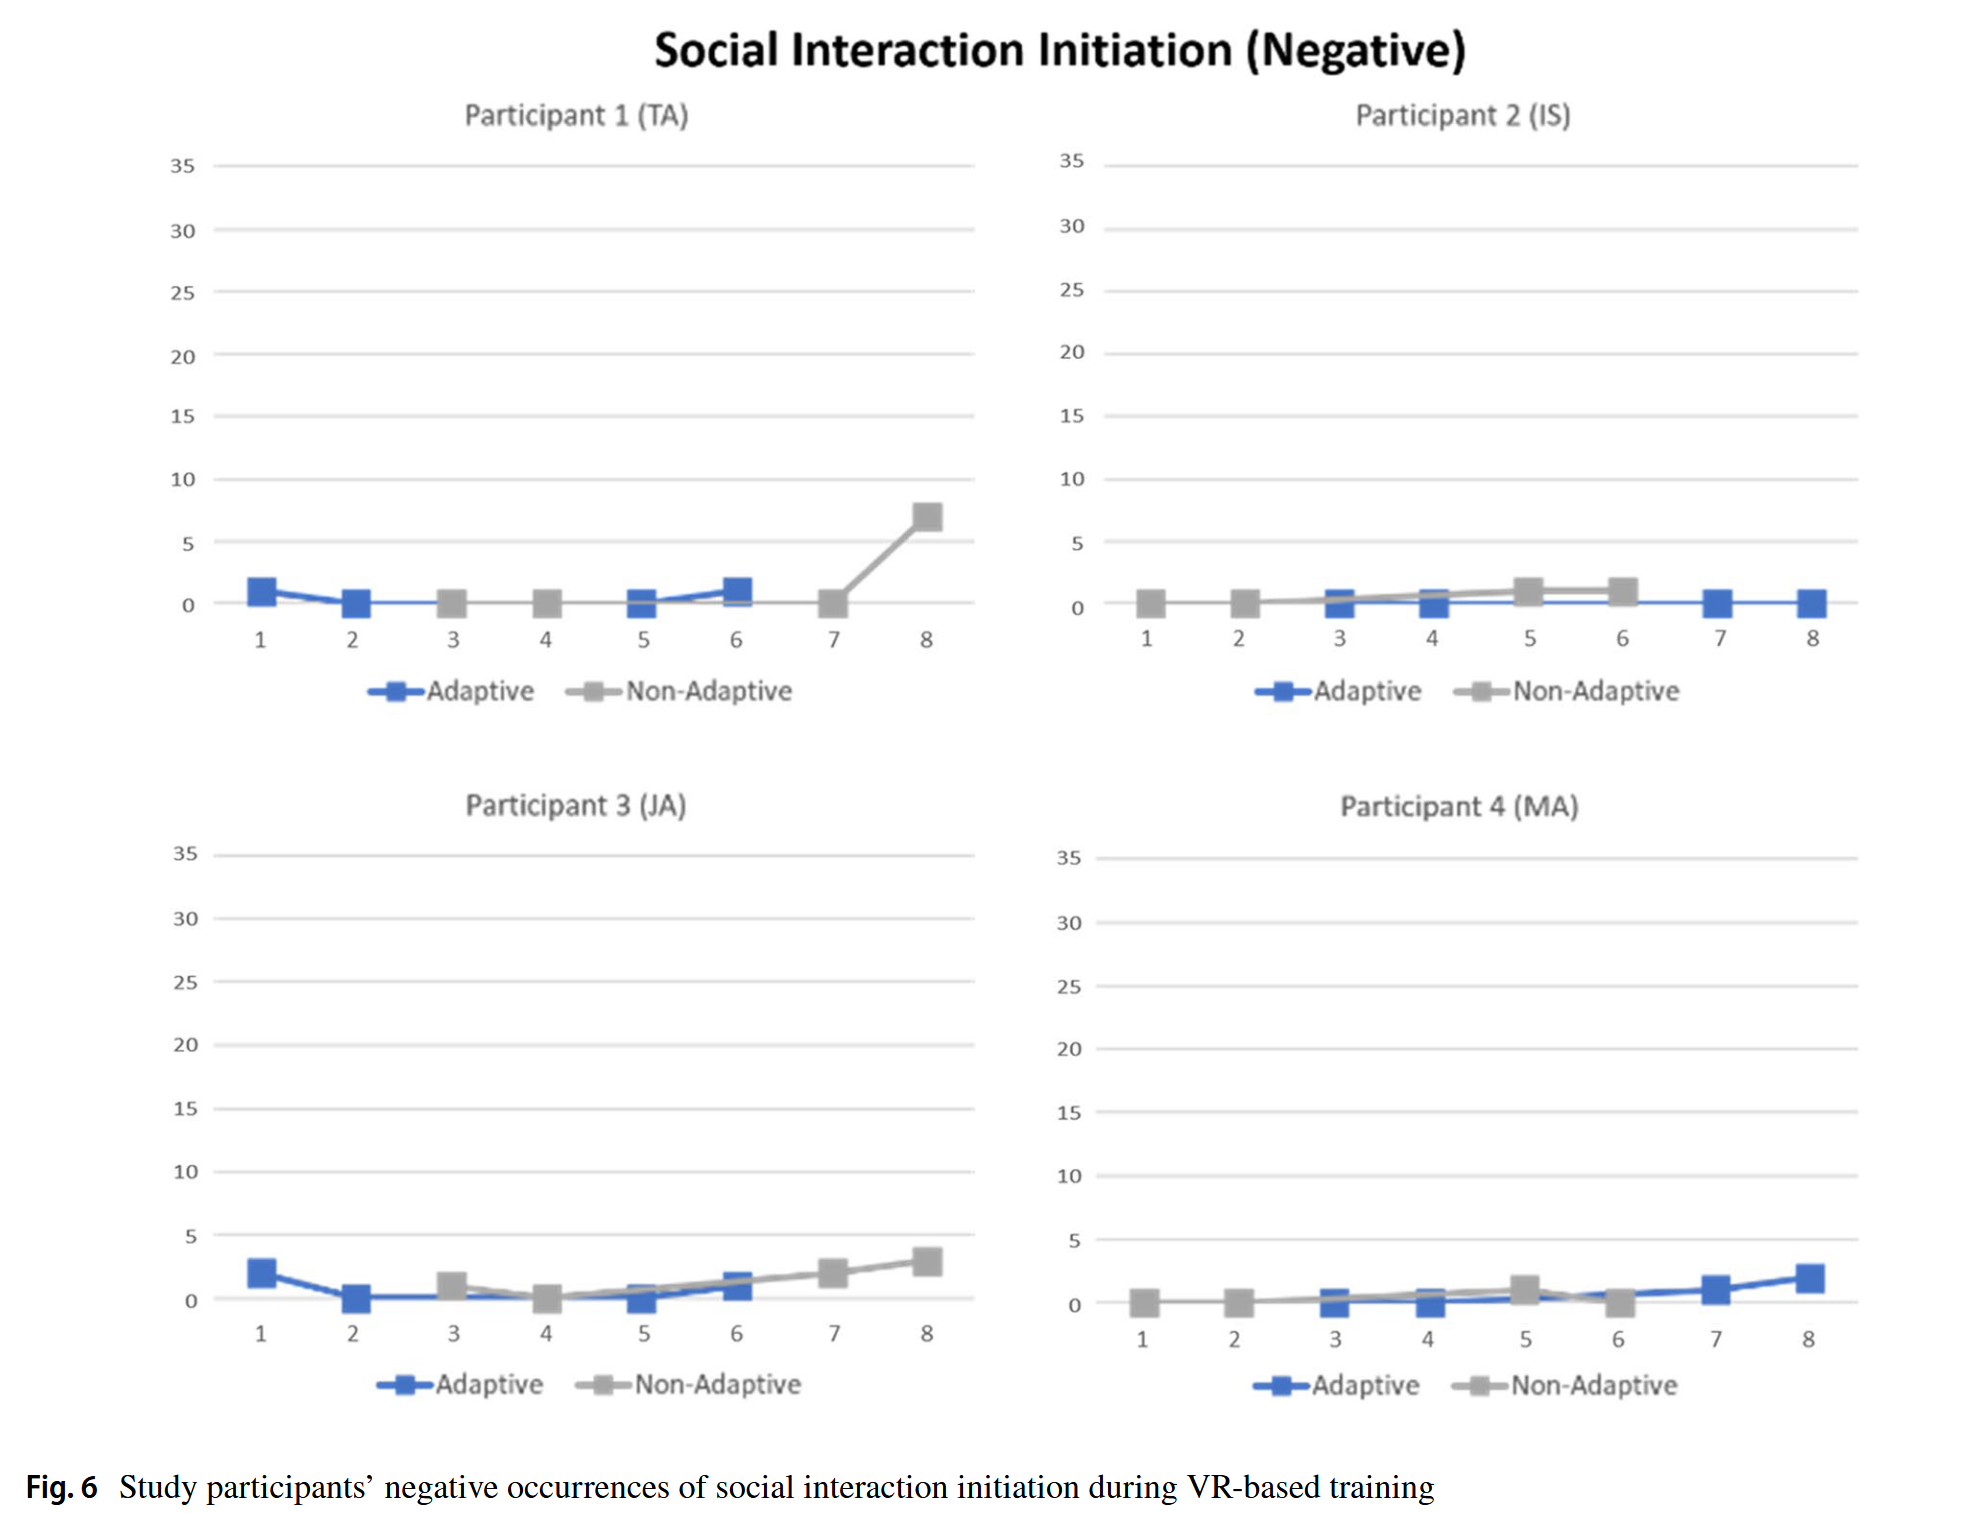 Social Interaction Initiation (Negative)
Participant 1 (TA)
35
30
25
20
15
10
5
0
1 2 3 4 5 6 7 8
Adaptive Non-Adaptive
Participant 2 (IS)
35
30
25
20
15
10
5
0
1 2 3 4 5 6 7 8
Adaptive Non-Adaptive
Participant 3 (JA)
35
30
25
20
15
10
5
0
1 2 3 4 5 6 7 8
Adaptive Non-Adaptive
Participant 4 (MA)
35
30
25
20
15
10
5
0
1 2 3 4 5 6 7 8
Adaptive Non-Adaptive
Fig. 6 Study participants’ negative occurrences of social interaction initiation during VR-based training